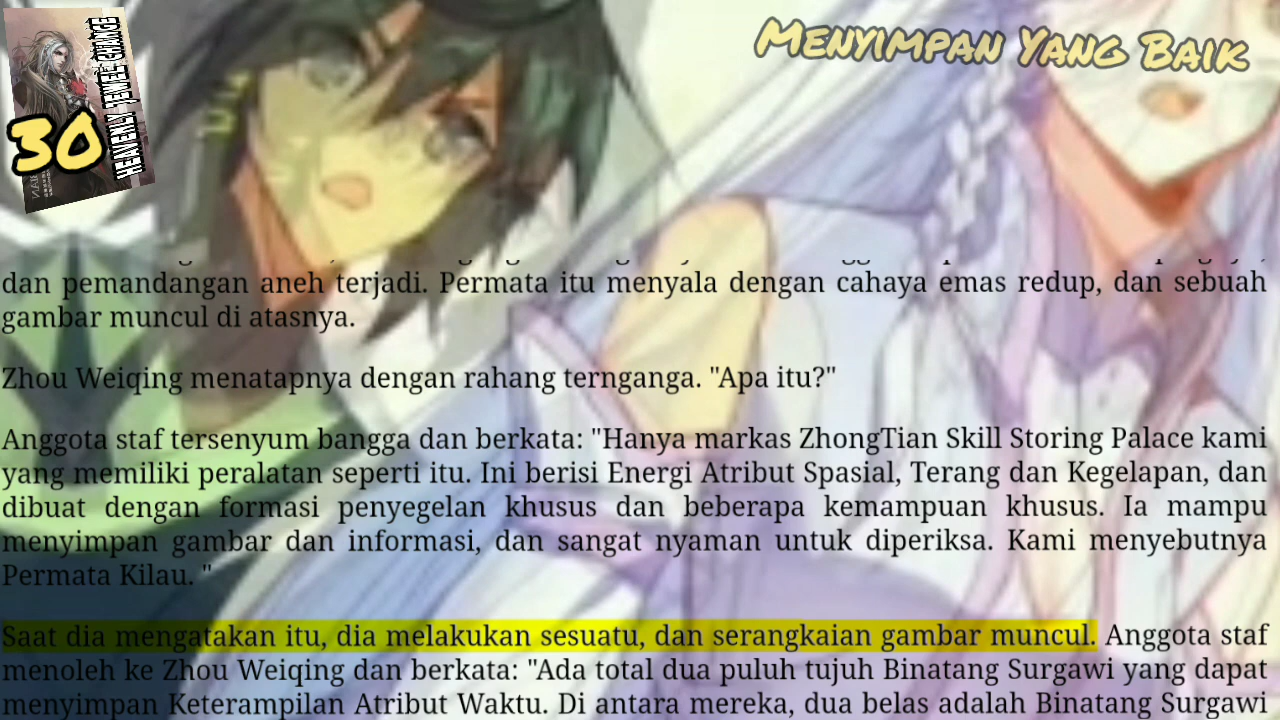 HEAVENLY JEWEL CHANGE
30
Menyimpan Yang Baik
dan pemandangan aneh terjadi. Permata itu menyala dengan cahaya emas redup, dan sebuah
gambar muncul di atasnya.
Zhou Weiqing menatapnya dengan rahang ternganga. "Apa itu?"
Anggota staf tersenyum bangga dan berkata: "Hanya markas ZhongTian Skill Storing Palace kami
yang memiliki peralatan seperti itu. Ini berisi Energi Atribut Spasial, Terang dan Kegelapan, dan
dibuat dengan formasi penyegelan khusus dan beberapa kemampuan khusus. Ia mampu
menyimpan gambar dan informasi, dan sangat nyaman untuk diperiksa. Kami menyebutnya
Permata Kilau. "
Saat dia mengatakan itu, dia melakukan sesuatu, dan serangkaian gambar muncul. Anggota staf
menoleh ke Zhou Weiqing dan berkata: "Ada total dua puluh tujuh Binatang Surgawi yang dapat
menyimpan Keterampilan Atribut Waktu. Di antara mereka, dua belas adalah Binatang Surgawi